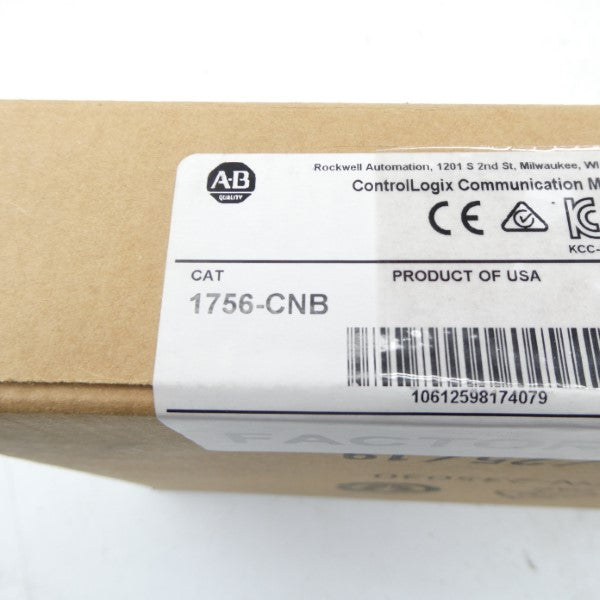 A-B
QUALITY
Rockwell Automation, 1201 S 2nd St, Milwaukee, WI
ControlLogix Communication M
CE
KCC-
CAT
PRODUCT OF USA
1756-CNB
10612598174079
FACTOR